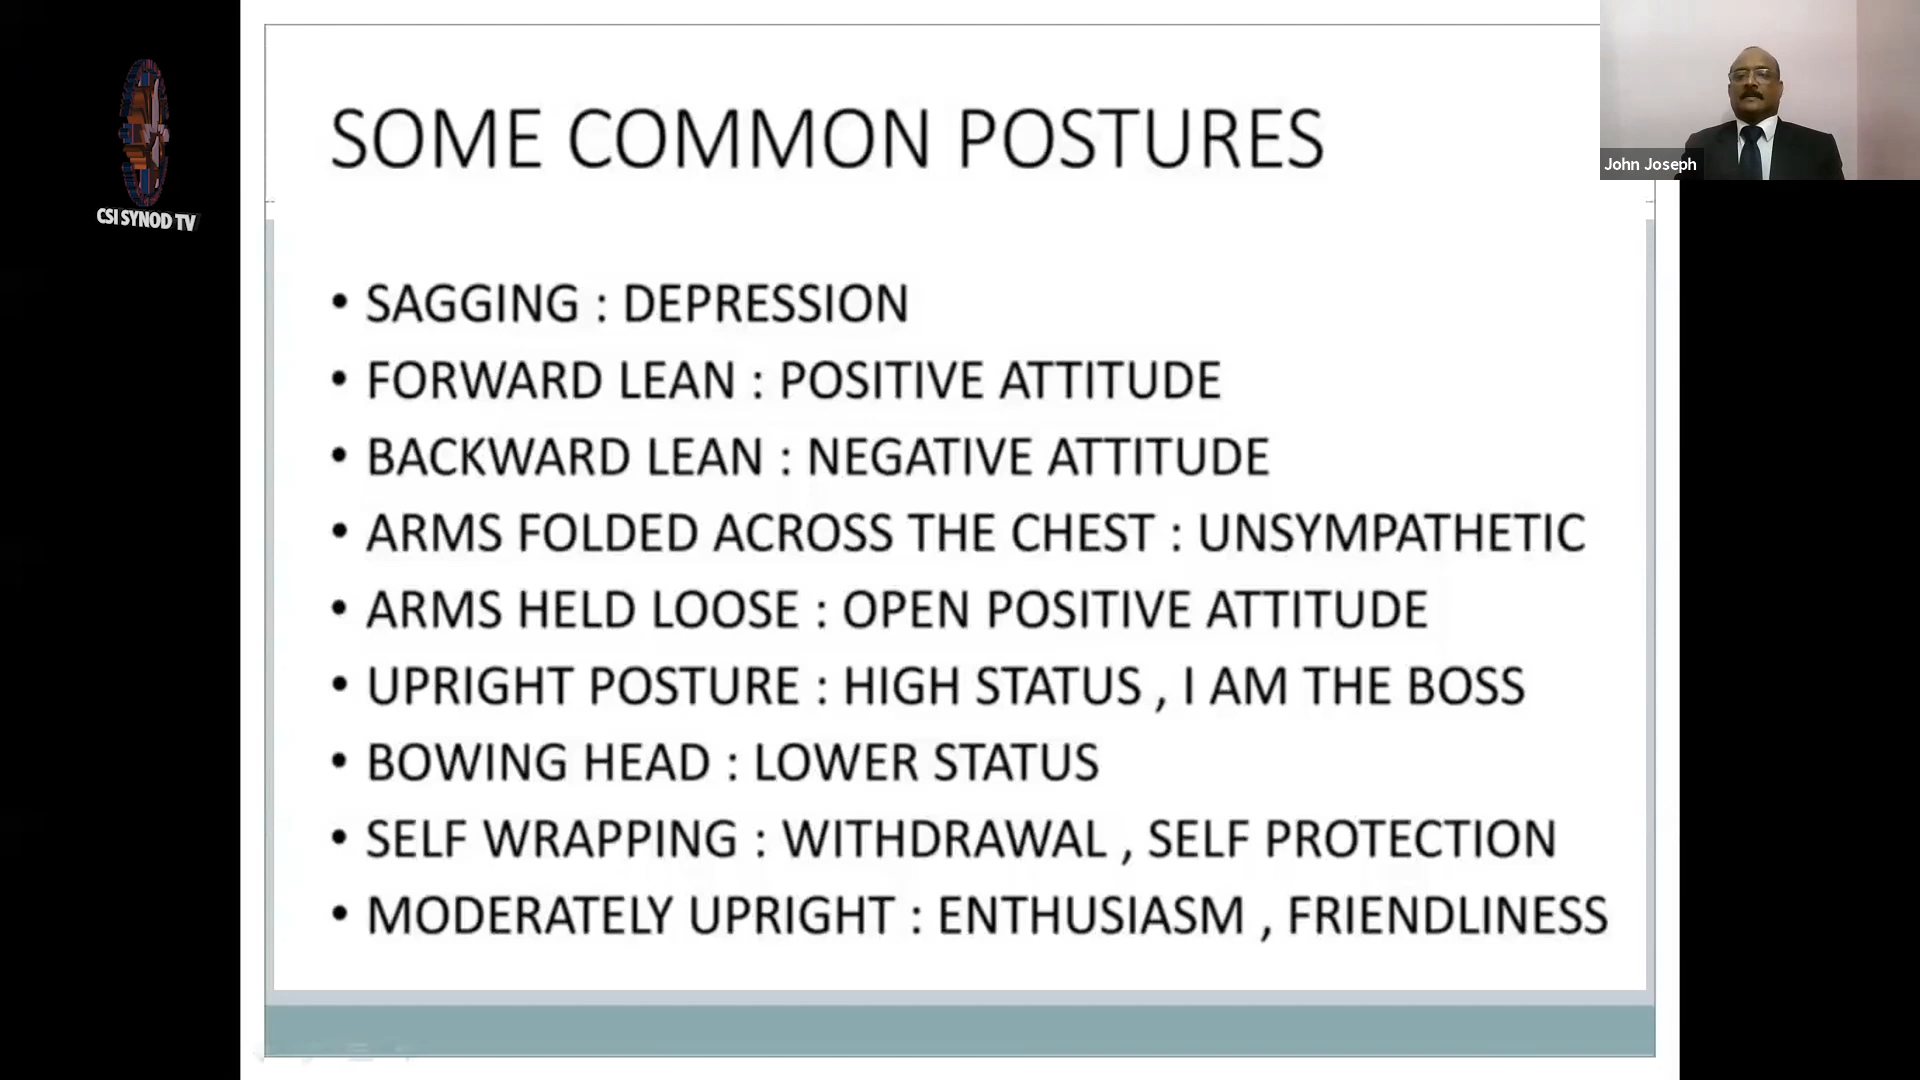 CSI SYNOD TV
SOME COMMON POSTURES
John Joseph
• SAGGING : DEPRESSION
• FORWARD LEAN : POSITIVE ATTITUDE
• BACKWARD LEAN : NEGATIVE ATTITUDE
• ARMS FOLDED ACROSS THE CHEST : UNSYMPATHETIC
• ARMS HELD LOOSE : OPEN POSITIVE ATTITUDE
• UPRIGHT POSTURE : HIGH STATUS , I AM THE BOSS
• BOWING HEAD : LOWER STATUS
• SELF WRAPPING : WITHDRAWAL , SELF PROTECTION
• MODERATELY UPRIGHT : ENTHUSIASM , FRIENDLINESS